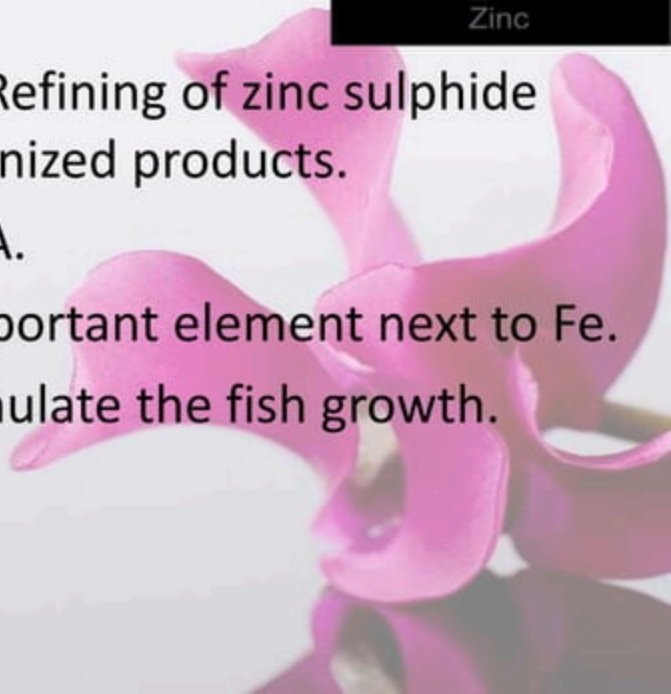 Zinc
Refining of zinc sulphide
nized products.
A.
portant element next to Fe.
ulate the fish growth.